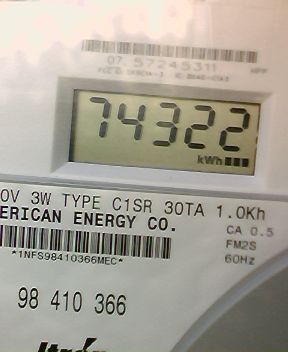 07 57245311
74322
kWh
0V 3W TYPE C1SR 30TA 1.0Kh
ERICAN ENERGY CO.
CA 0.5
FM2S
*1NFS98410366MEC*
60Hz
98 410 366
Itron